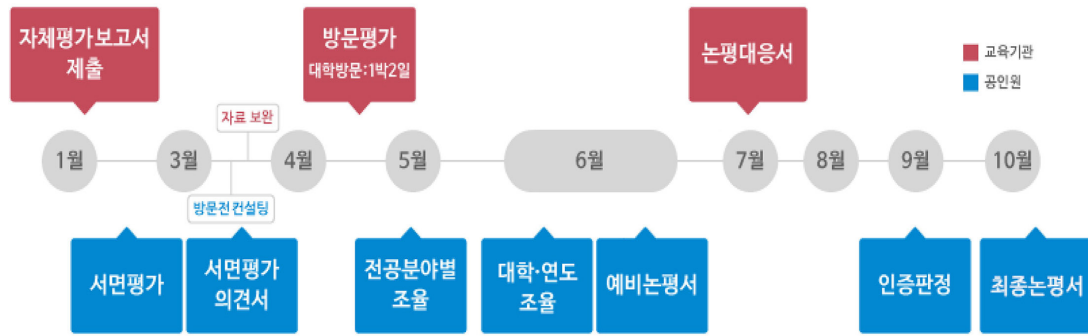 자체평가보고서
제출
방문평가
대학방문:1박2일
논평대응서
교육기관
공인원
자료 보완
1월
3월
4월
5월
6월
7월
8월
9월
10월
방문전컨설팅
서면평가
서면평가
의견서
전공분야별
조율
대학·연도
조율
예비논평서
인증판정
최종논평서